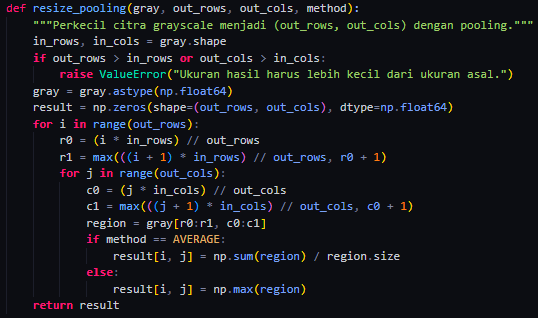 def resize_pooling(gray, out_rows, out_cols, method):
    """Perkecil citra grayscale menjadi (out_rows, out_cols) dengan pooling."""
    in_rows, in_cols = gray.shape
    if out_rows > in_rows or out_cols > in_cols:
        raise ValueError("Ukuran hasil harus lebih kecil dari ukuran asal.")
    gray = gray.astype(np.float64)
    result = np.zeros(shape=(out_rows, out_cols), dtype=np.float64)
    for i in range(out_rows):
        r0 = (i * in_rows) // out_rows
        r1 = max(((i + 1) * in_rows) // out_rows, r0 + 1)
        for j in range(out_cols):
            c0 = (j * in_cols) // out_cols
            c1 = max(((j + 1) * in_cols) // out_cols, c0 + 1)
            region = gray[r0:r1, c0:c1]
            if method == AVERAGE:
                result[i, j] = np.sum(region) / region.size
            else:
                result[i, j] = np.max(region)
    return result